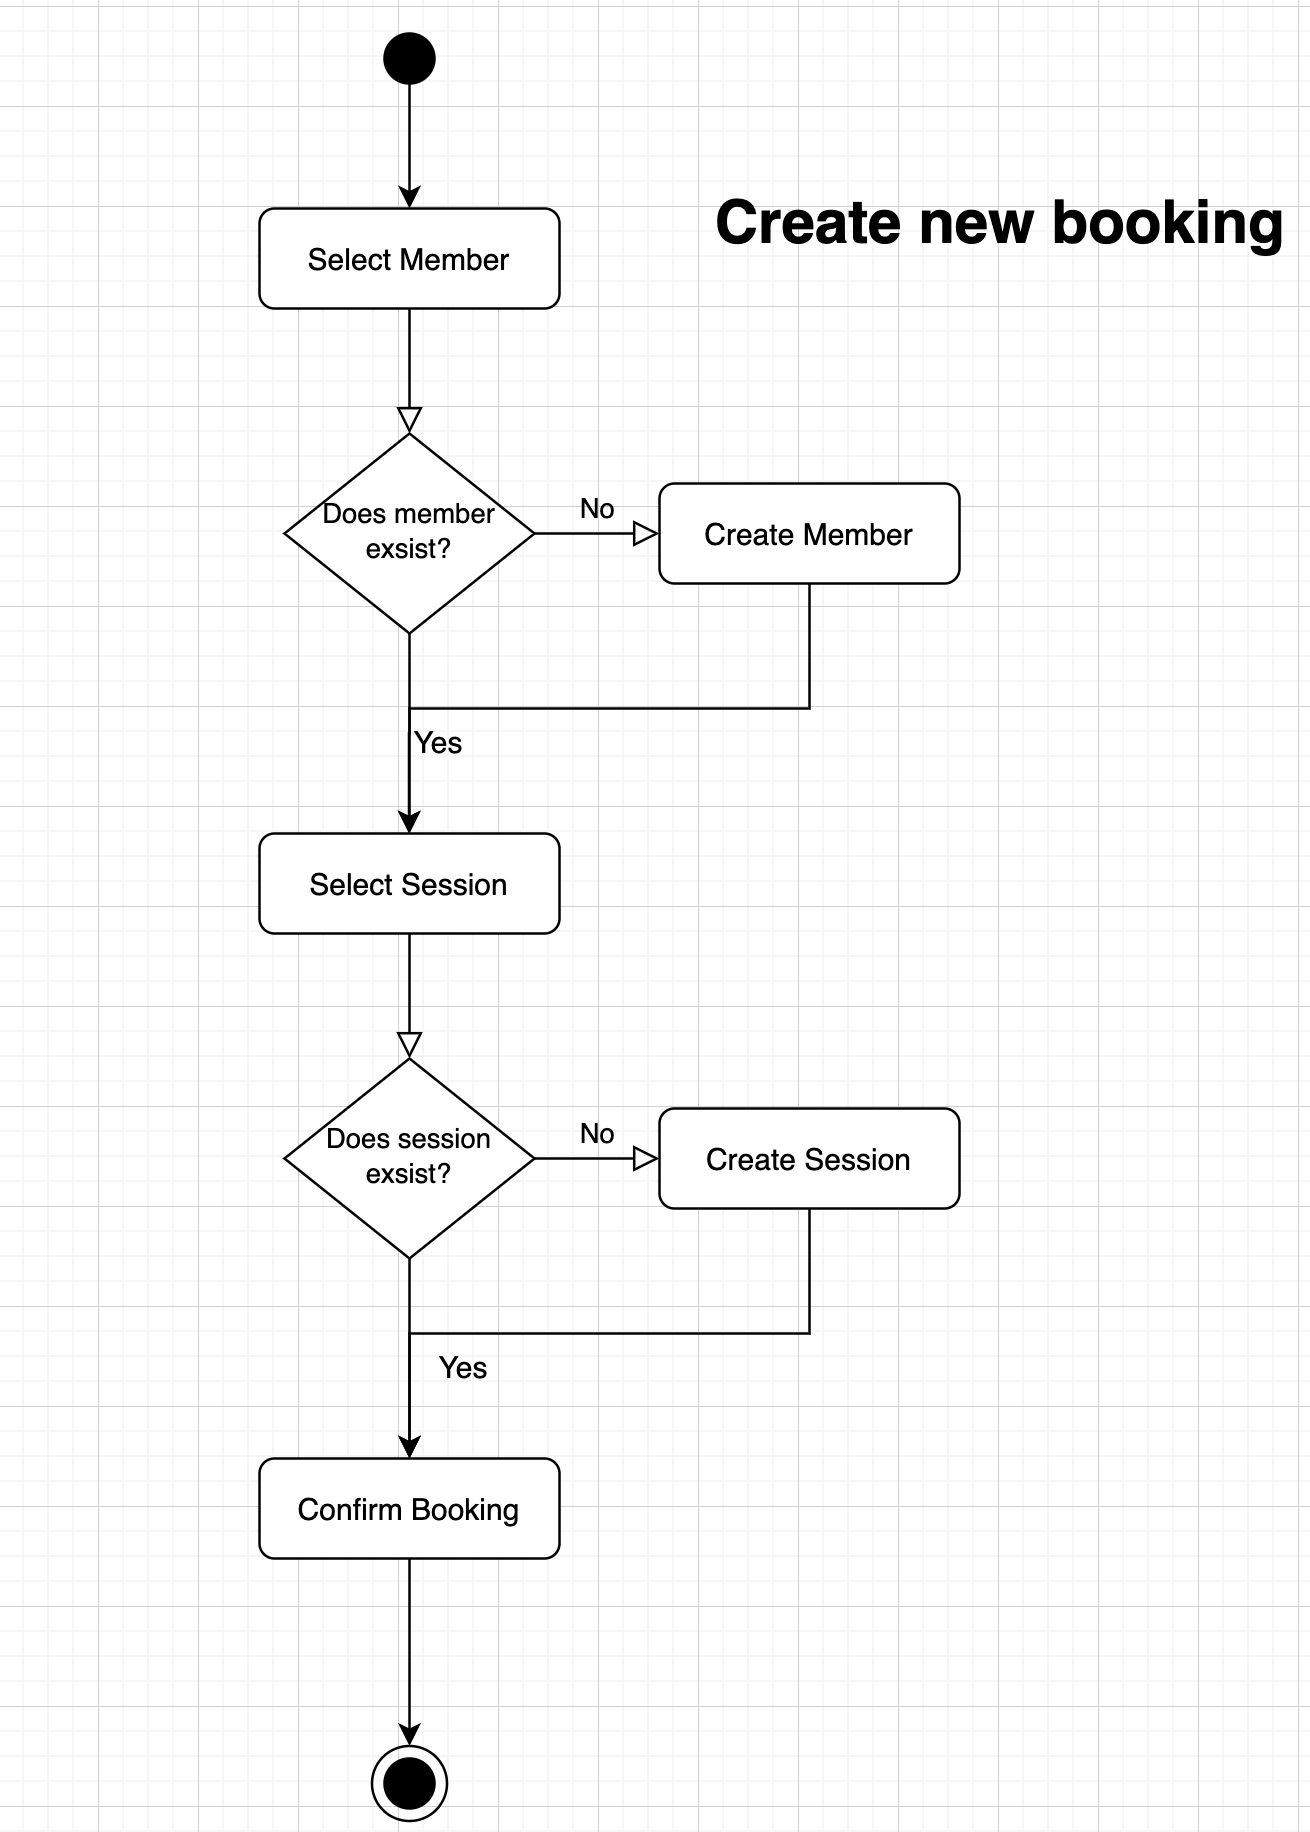 Create new booking
Select Member
Does member
exsist?
No
Create Member
Yes
Select Session
Does session
exsist?
No
Create Session
Yes
Confirm Booking